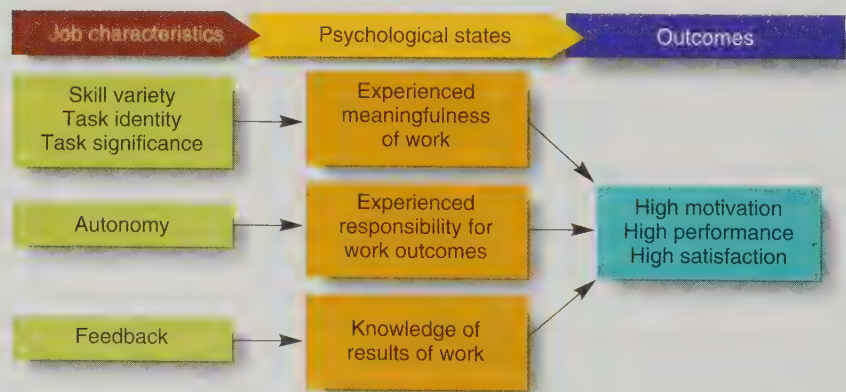 Job characteristics
Psychological states
Outcomes
Skill variety
Task identity
Task significance
Experienced
meaningfulness
of work
Autonomy
Experienced
responsibility for
work outcomes
High motivation
High performance
High satisfaction
Feedback
Knowledge of
results of work